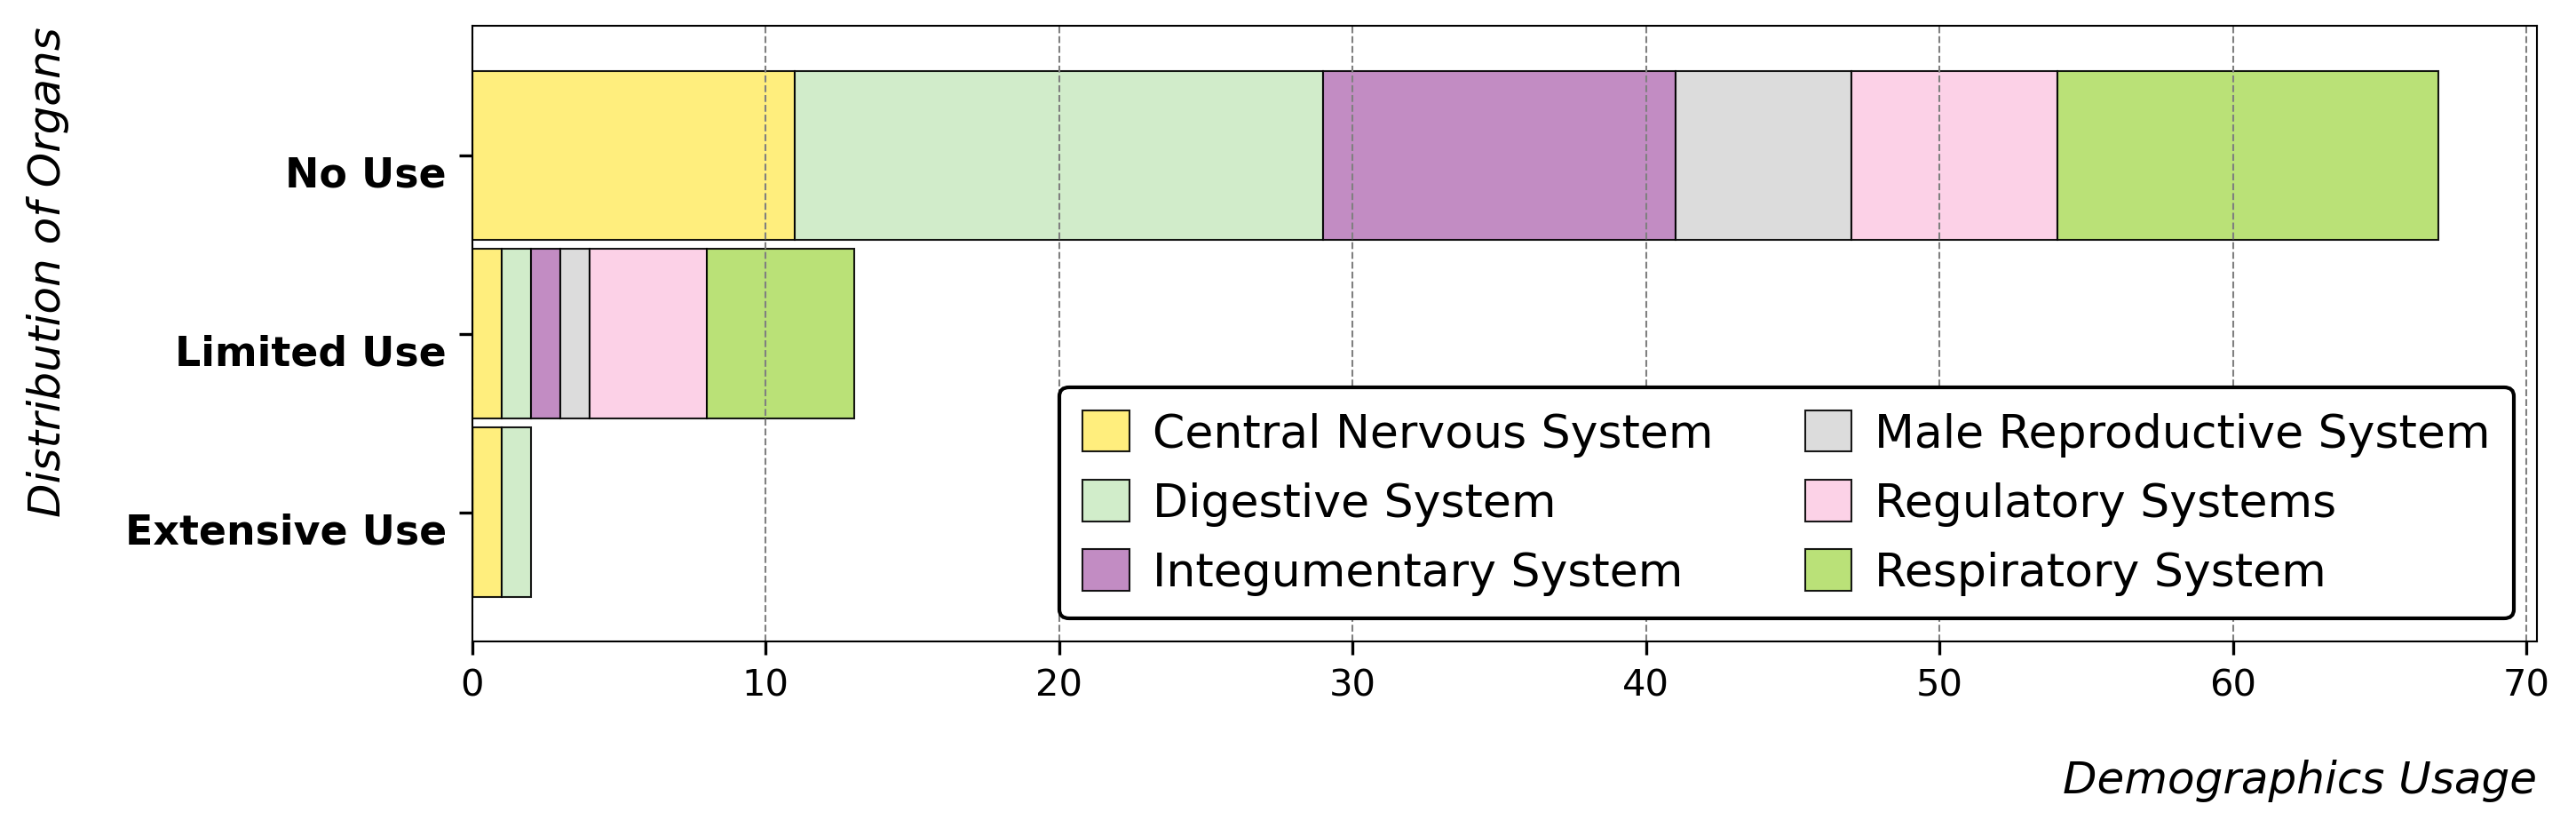 Distribution of Organs
No Use
Limited Use
Extensive Use
Central Nervous System
Digestive System
Integumentary System
Male Reproductive System
Regulatory Systems
Respiratory System
0 10 20 30 40 50 60 70
Demographics Usage